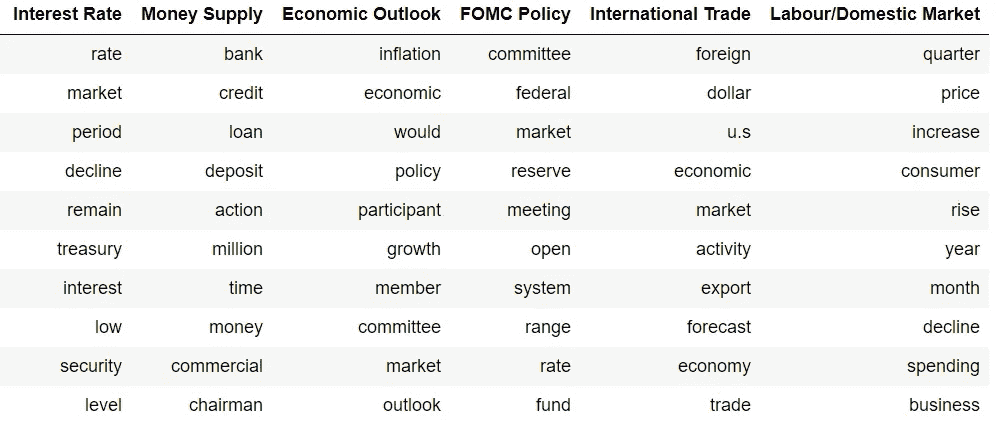 Interest Rate Money Supply Economic Outlook FOMC Policy International Trade Labour/Domestic Market
rate bank inflation committee foreign quarter
market credit economic federal dollar price
period loan would market u.s increase
decline deposit policy reserve economic consumer
remain action participant meeting market rise
treasury million growth open activity year
interest time member system export month
low money committee range forecast decline
security commercial market rate economy spending
level chairman outlook fund trade business